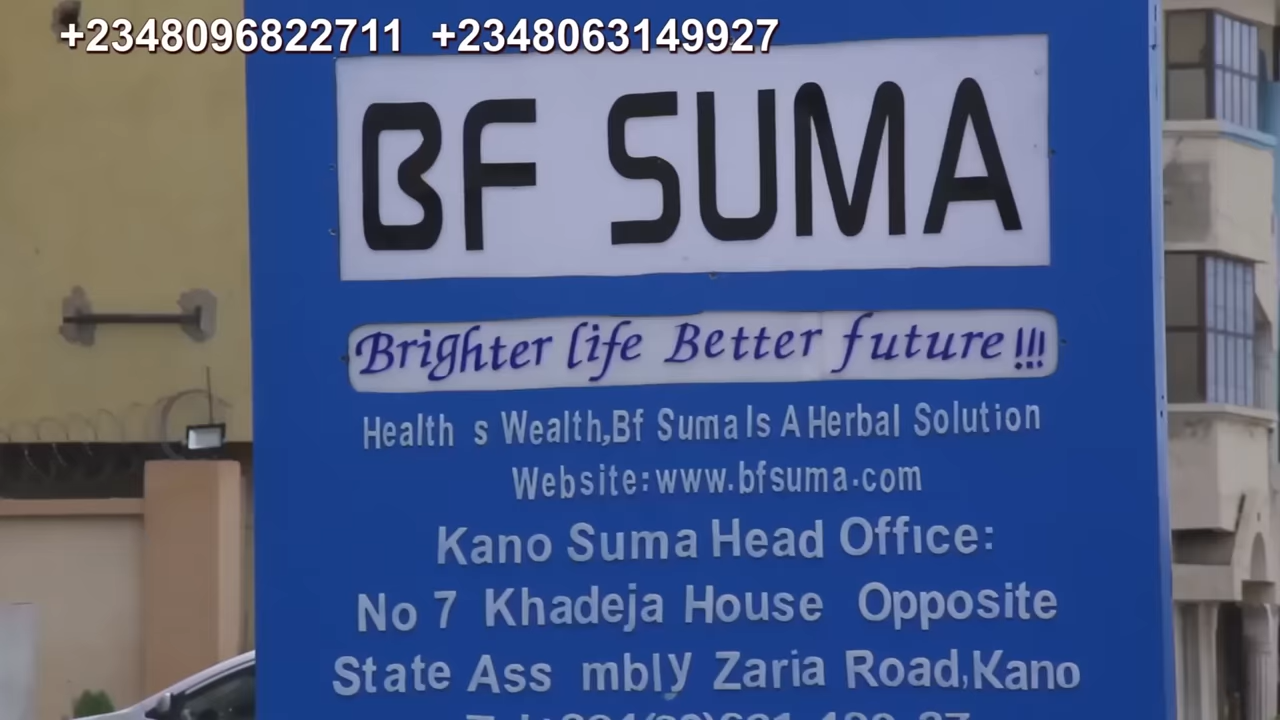 +2348096822711 +2348063149927
BF SUMA
Brighter life Better future!!!
Health s Wealth,Bf Suma Is A Herbal Solution
Website:www.bfsuma.com
Kano Suma Head Office:
No 7 Khadeja House Opposite
State Ass mbly Zaria Road,Kano